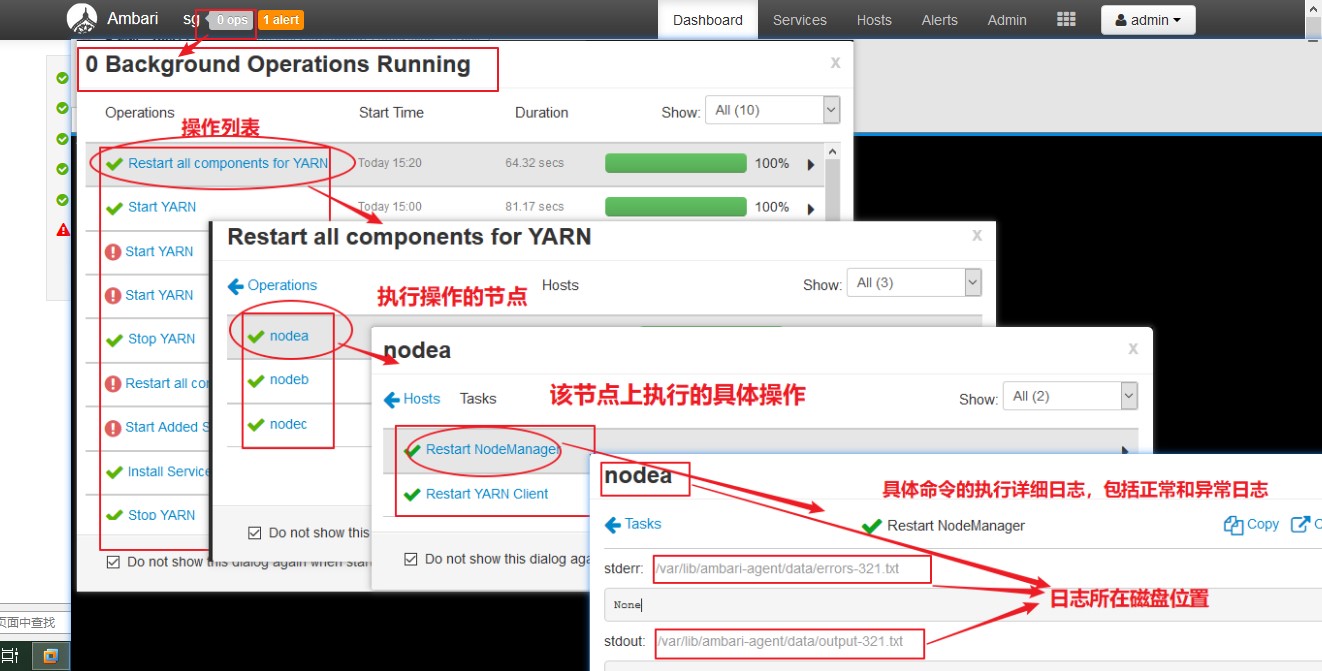 Ambari sg 0 ops 1 alert Dashboard Services Hosts Alerts Admin admin
0 Background Operations Running x
Operations Start Time Duration Show: All (10)
操作列表
Restart all components for YARN Today 15:20 64.32 secs 100%
Start YARN Today 15:00 81.17 secs 100%
Start YARN
Start YARN
Stop YARN
Restart all co
Start Added S
Install Service
Stop YARN
Do not show this dialog again when star
Restart all components for YARN x
Operations Hosts Show: All (3)
执行操作的节点
nodea
nodeb
nodec
Do not show this
nodea x
Hosts Tasks Show: All (2)
该节点上执行的具体操作
Restart NodeManager
Restart YARN Client
Do not show this dialog aga
nodea
具体命令的执行详细日志，包括正常和异常日志
Tasks Restart NodeManager Copy
stderr: /var/lib/ambari-agent/data/errors-321.txt
日志所在磁盘位置
None
stdout: /var/lib/ambari-agent/data/output-321.txt
页面中查找